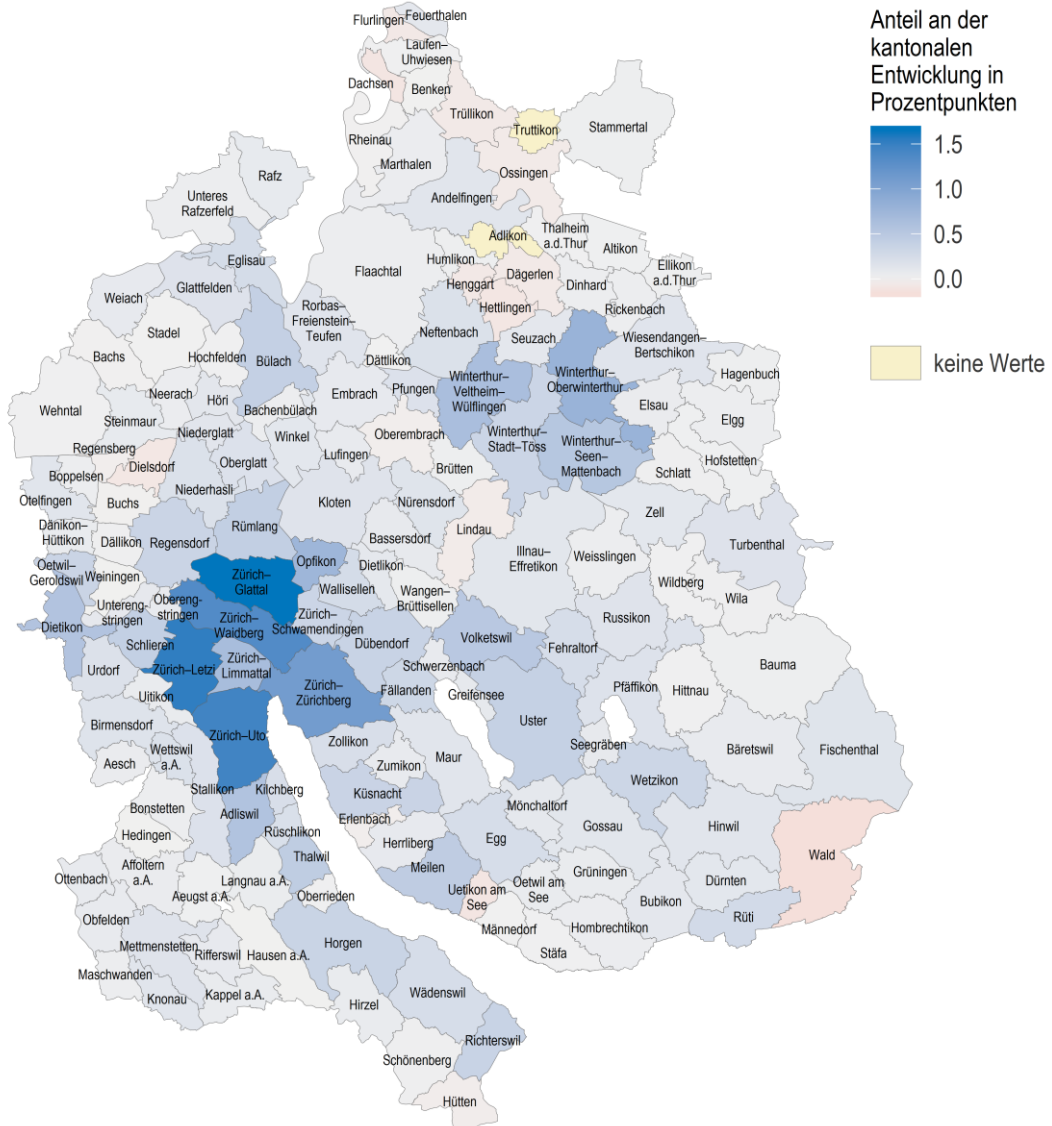 Anteil an der
kantonalen
Entwicklung in
Prozentpunkten
1.5
1.0
0.5
0.0
keine Werte
Feuerthalen
Flurlingen
Laufen–
Uhwiesen
Dachsen
Benken
Trüllikon
Truttikon
Stammertal
Rheinau
Marthalen
Ossingen
Rafz
Unteres
Rafzerfeld
Andelfingen
Adlikon
Thalheim
a.d.Thur
Altikon
Eglisau
Flaachtal
Humlikon
Dägerlen
Ellikon
a.d.Thur
Glattfelden
Henggart
Dinhard
Weiach
Rorbas–
Freienstein–
Teufen
Hettlingen
Rickenbach
Stadel
Neftenbach
Seuzach
Wiesendangen–
Bertschikon
Bachs
Hochfelden
Bülach
Dättlikon
Hagenbuch
Winterthur–
Veltheim–
Wülflingen
Winterthur–
Oberwinterthur
Neerach
Höri
Embrach
Pfungen
Wehntal
Bachenbülach
Elsau
Elgg
Steinmaur
Niederglatt
Winkel
Oberembrach
Winterthur–
Stadt–Töss
Winterthur–
Seen–
Mattenbach
Regensberg
Lufingen
Hofstetten
Dielsdorf
Oberglatt
Brütten
Schlatt
Boppelsen
Niederhasli
Otelfingen
Buchs
Kloten
Nürensdorf
Zell
Dänikon–
Hüttikon
Rümlang
Lindau
Dällikon
Regensdorf
Bassersdorf
Turbenthal
Illnau–
Effretikon
Weisslingen
Oetwil–
Geroldswil
Weiningen
Zürich–
Glattal
Opfikon
Dietlikon
Wildberg
Wallisellen
Wangen–
Brüttisellen
Wila
Untereng-
stringen
Obereng-
stringen
Russikon
Dietikon
Zürich–
Waidberg
Zürich–
Schwamendingen
Schlieren
Dübendorf
Volketswil
Fehraltorf
Urdorf
Zürich–Letzi
Zürich–
Limmattal
Schwerzenbach
Bauma
Zürich–
Zürichberg
Uitikon
Fällanden
Greifensee
Pfäffikon
Hittnau
Birmensdorf
Zürich–Uto
Uster
Zollikon
Seegräben
Fischenthal
Aesch
Wettswil
a.A.
Maur
Bäretswil
Zumikon
Wetzikon
Stallikon
Kilchberg
Küsnacht
Bonstetten
Adliswil
Mönchaltorf
Erlenbach
Gossau
Hinwil
Hedingen
Rüschlikon
Herrliberg
Egg
Wald
Thalwil
Affoltern
a.A.
Meilen
Ottenbach
Langnau a.A.
Grüningen
Dürnten
Aeugst a.A.
Oberrieden
Uetikon am
See
Oetwil am
See
Bubikon
Rüti
Obfelden
Männedorf
Hombrechtikon
Mettmenstetten
Horgen
Stäfa
Rifferswil
Hausen a.A.
Maschwanden
Knonau
Kappel a.A.
Wädenswil
Hirzel
Richterswil
Schönenberg
Hütten